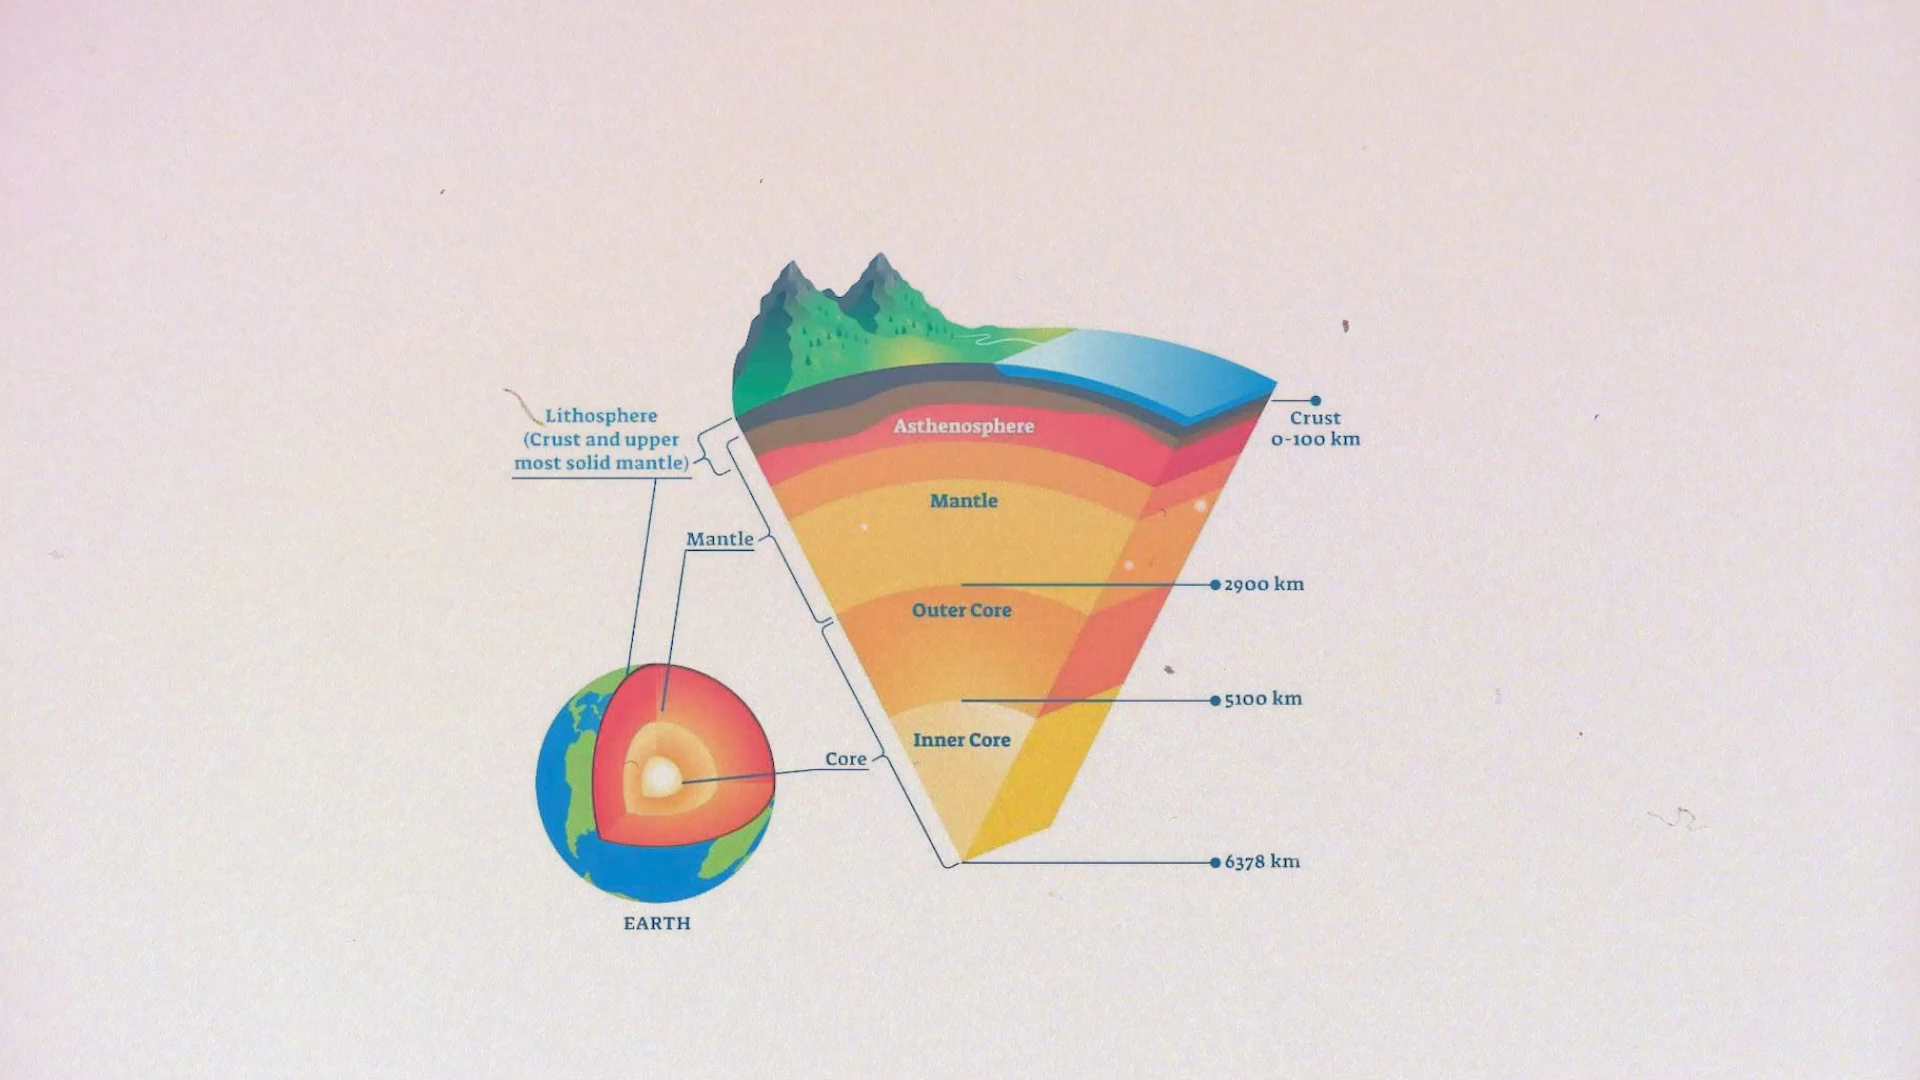 Lithosphere
(Crust and upper
most solid mantle)
Asthenosphere
Crust
0-100 km
Mantle
Mantle
2900 km
Outer Core
5100 km
Inner Core
Core
6378 km
EARTH